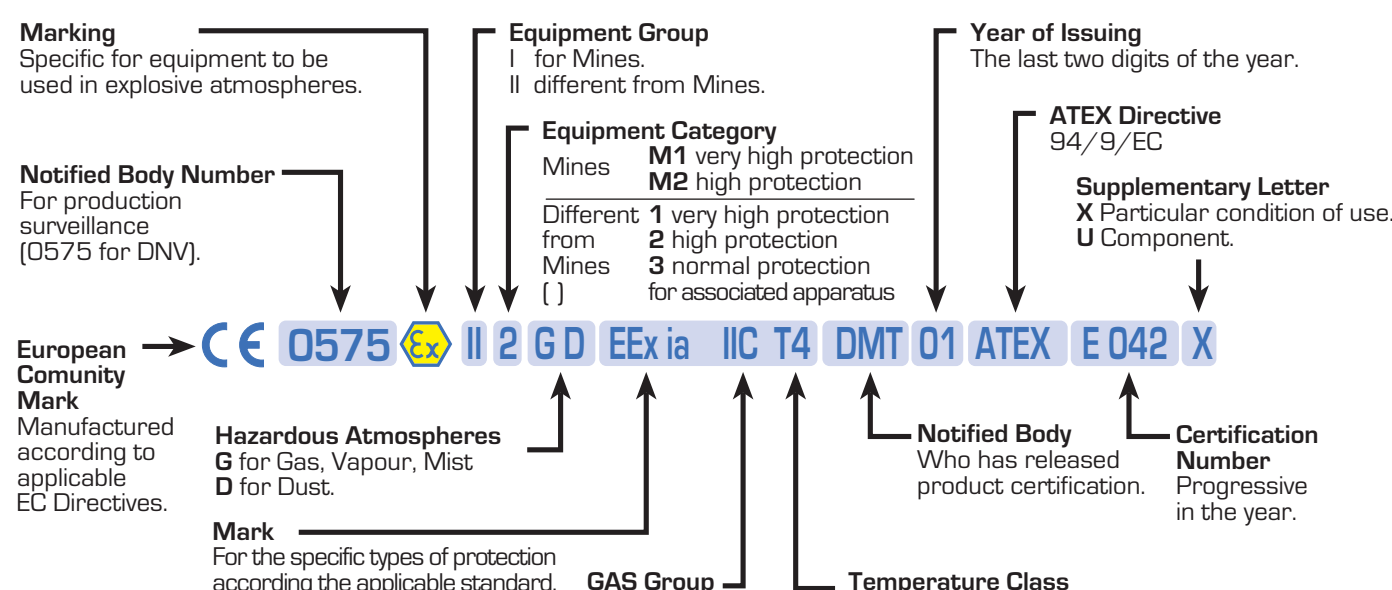 Marking
Specific for equipment to be
used in explosive atmospheres.
Equipment Group
I for Mines.
II different from Mines.
Year of Issuing
The last two digits of the year.
Equipment Category
Mines
M1 very high protection
M2 high protection
Different
from
Mines
( )
1 very high protection
2 high protection
3 normal protection
for associated apparatus
ATEX Directive
94/9/EC
Notified Body Number
For production
surveillance
(0575 for DNV).
Supplementary Letter
X Particular condition of use.
U Component.
CE 0575 Ex II 2 G D EEx ia IIC T4 DMT 01 ATEX E 042 X
European
Comunity
Mark
Manufactured
according to
applicable
EC Directives.
Hazardous Atmospheres
G for Gas, Vapour, Mist
D for Dust.
Notified Body
Who has released
product certification.
Certification
Number
Progressive
in the year.
Mark
For the specific types of protection
according the applicable standard.
GAS Group
Temperature Class